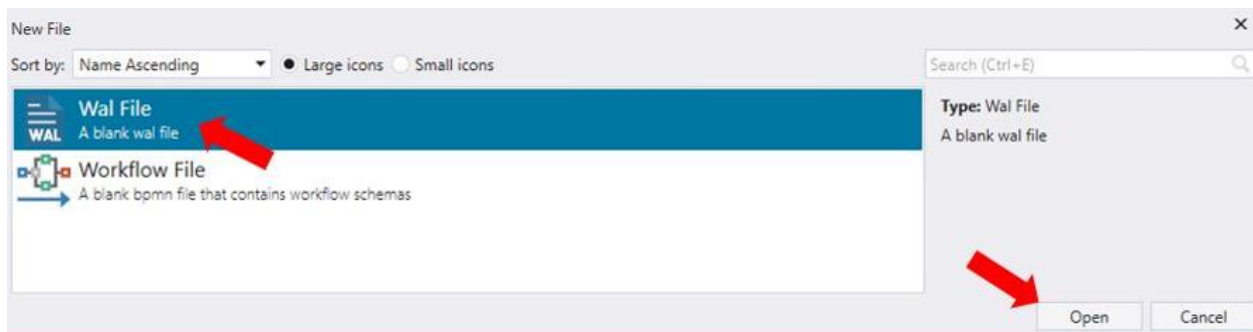 New File
Sort by: Name Ascending Large icons Small icons Search (Ctrl+E)
WAL
Wal File
A blank wal file
Workflow File
A blank bpmn file that contains workflow schemas
Type: Wal File
A blank wal file
Open Cancel